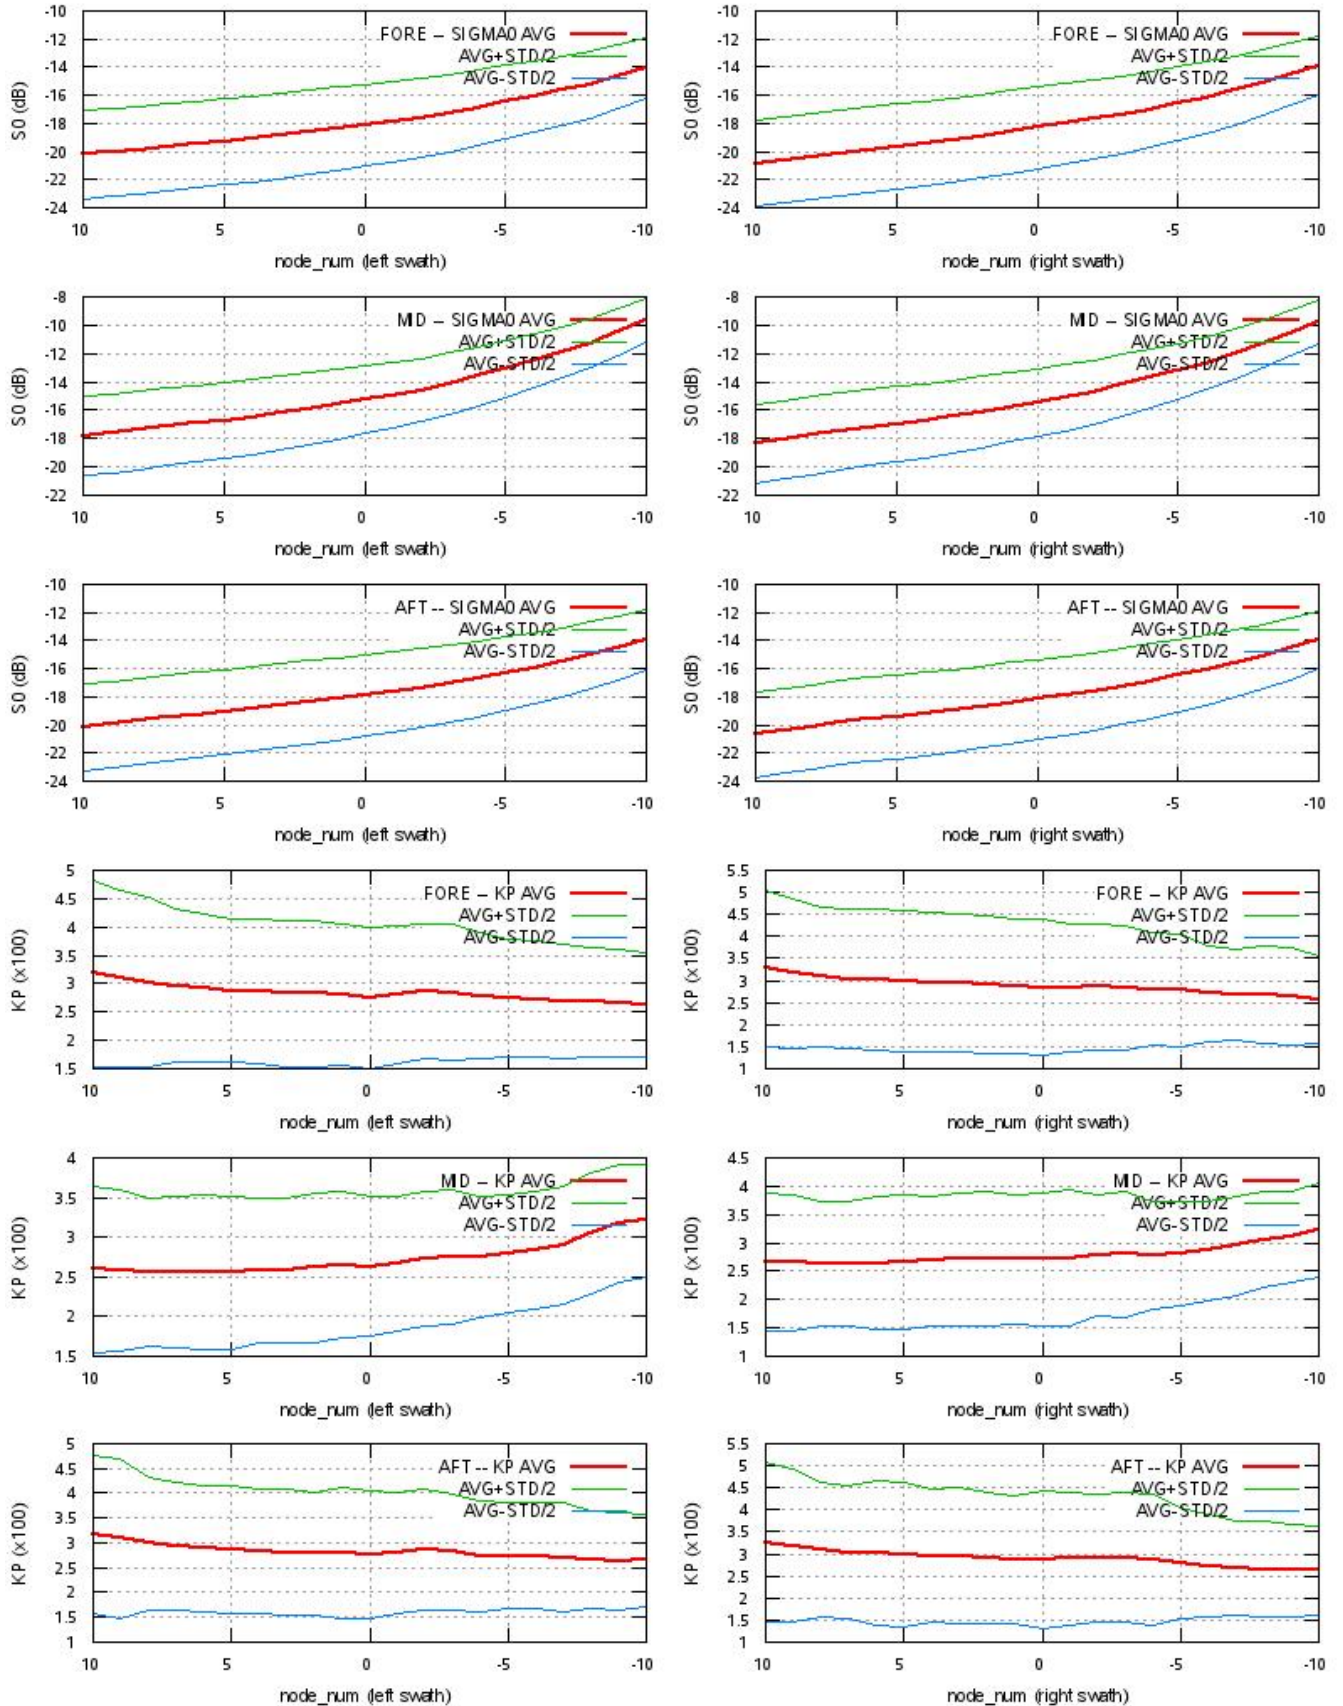 -10
-12
-14
-16
-18
-20
-22
-24
S0 (dB)
FORE -- SIGMA0 AVG
AVG+STD/2
AVG-STD/2
10 5 0 -5 -10
node_num (left swath)
-10
-12
-14
-16
-18
-20
-22
-24
S0 (dB)
FORE -- SIGMA0 AVG
AVG+STD/2
AVG-STD/2
10 5 0 -5 -10
node_num (right swath)
-8
-10
-12
-14
-16
-18
-20
-22
S0 (dB)
MID -- SIGMA0 AVG
AVG+STD/2
AVG-STD/2
10 5 0 -5 -10
node_num (left swath)
-8
-10
-12
-14
-16
-18
-20
-22
S0 (dB)
MID -- SIGMA0 AVG
AVG+STD/2
AVG-STD/2
10 5 0 -5 -10
node_num (right swath)
-10
-12
-14
-16
-18
-20
-22
-24
S0 (dB)
AFT -- SIGMA0 AVG
AVG+STD/2
AVG-STD/2
10 5 0 -5 -10
node_num (left swath)
-10
-12
-14
-16
-18
-20
-22
-24
S0 (dB)
AFT -- SIGMA0 AVG
AVG+STD/2
AVG-STD/2
10 5 0 -5 -10
node_num (right swath)
5
4.5
4
3.5
3
2.5
2
1.5
KP (x100)
FORE -- KP AVG
AVG+STD/2
AVG-STD/2
10 5 0 -5 -10
node_num (left swath)
5.5
5
4.5
4
3.5
3
2.5
2
1.5
1
KP (x100)
FORE -- KP AVG
AVG+STD/2
AVG-STD/2
10 5 0 -5 -10
node_num (right swath)
4
3.5
3
2.5
2
1.5
KP (x100)
MID -- KP AVG
AVG+STD/2
AVG-STD/2
10 5 0 -5 -10
node_num (left swath)
4.5
4
3.5
3
2.5
2
1.5
1
KP (x100)
MID -- KP AVG
AVG+STD/2
AVG-STD/2
10 5 0 -5 -10
node_num (right swath)
5
4.5
4
3.5
3
2.5
2
1.5
1
KP (x100)
AFT -- KP AVG
AVG+STD/2
AVG-STD/2
10 5 0 -5 -10
node_num (left swath)
5.5
5
4.5
4
3.5
3
2.5
2
1.5
1
KP (x100)
AFT -- KP AVG
AVG+STD/2
AVG-STD/2
10 5 0 -5 -10
node_num (right swath)